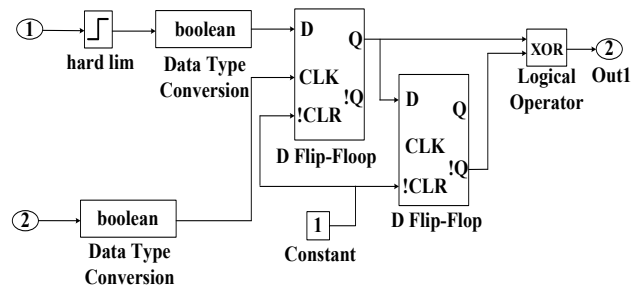 1
hard lim
boolean
Data Type
Conversion
D
Q
CLK
!Q
!CLR
D Flip-Floop
D
Q
CLK
!Q
!CLR
D Flip-Flop
XOR
Logical
Operator
2
Out1
2
boolean
Data Type
Conversion
1
Constant